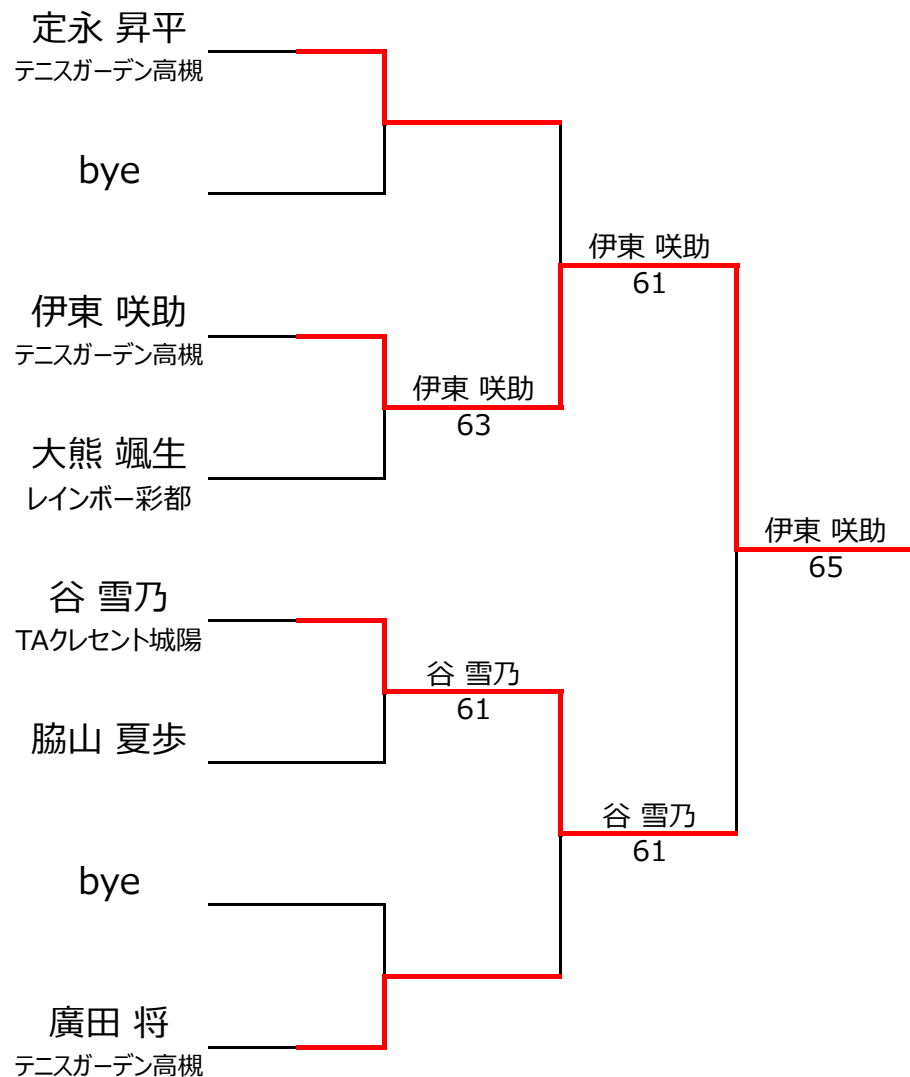 定永 昇平
テニスガーデン高槻
bye
伊東 咲助
61
伊東 咲助
テニスガーデン高槻
伊東 咲助
63
大熊 颯生
レインボー彩都
伊東 咲助
65
谷 雪乃
TAクレセント城陽
谷 雪乃
61
脇山 夏歩
谷 雪乃
61
bye
廣田 将
テニスガーデン高槻